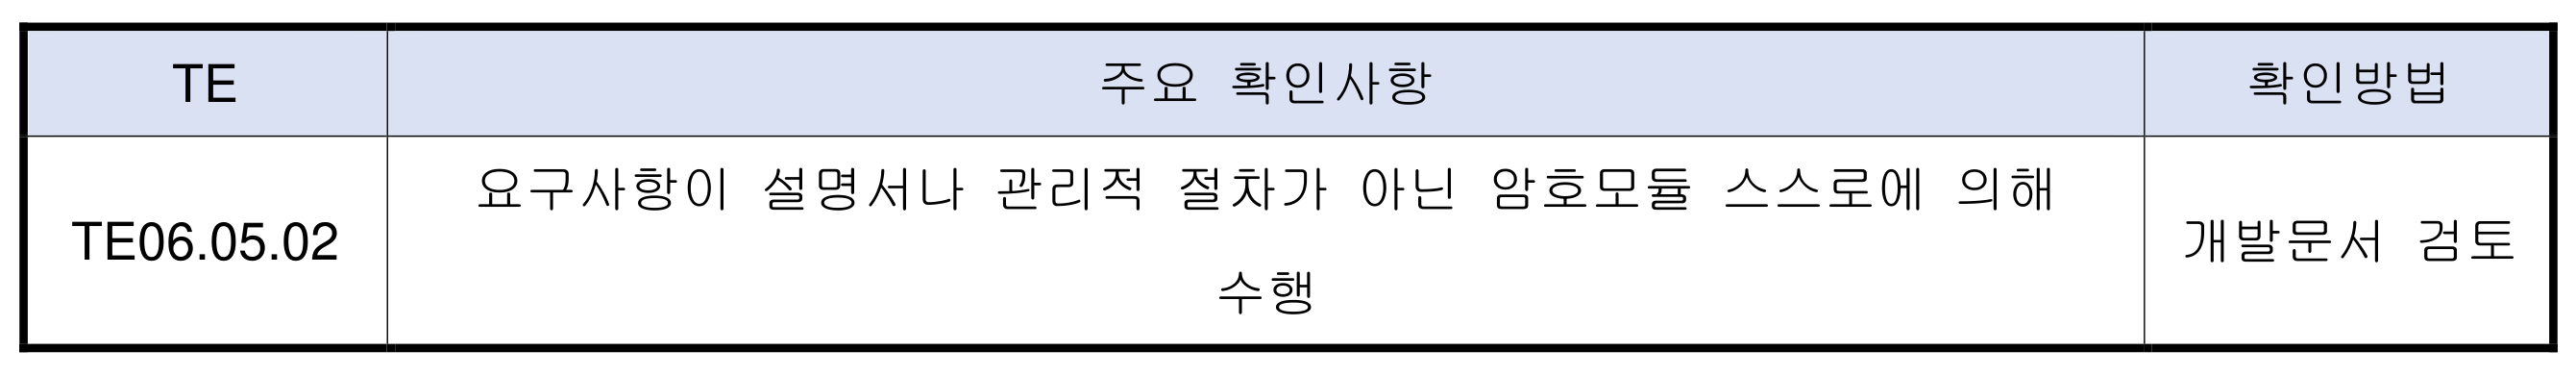 TE
주요 확인사항
확인방법
TE06.05.02
요구사항이 설명서나 관리적 절차가 아닌 암호모듈 스스로에 의해
수행
개발문서 검토